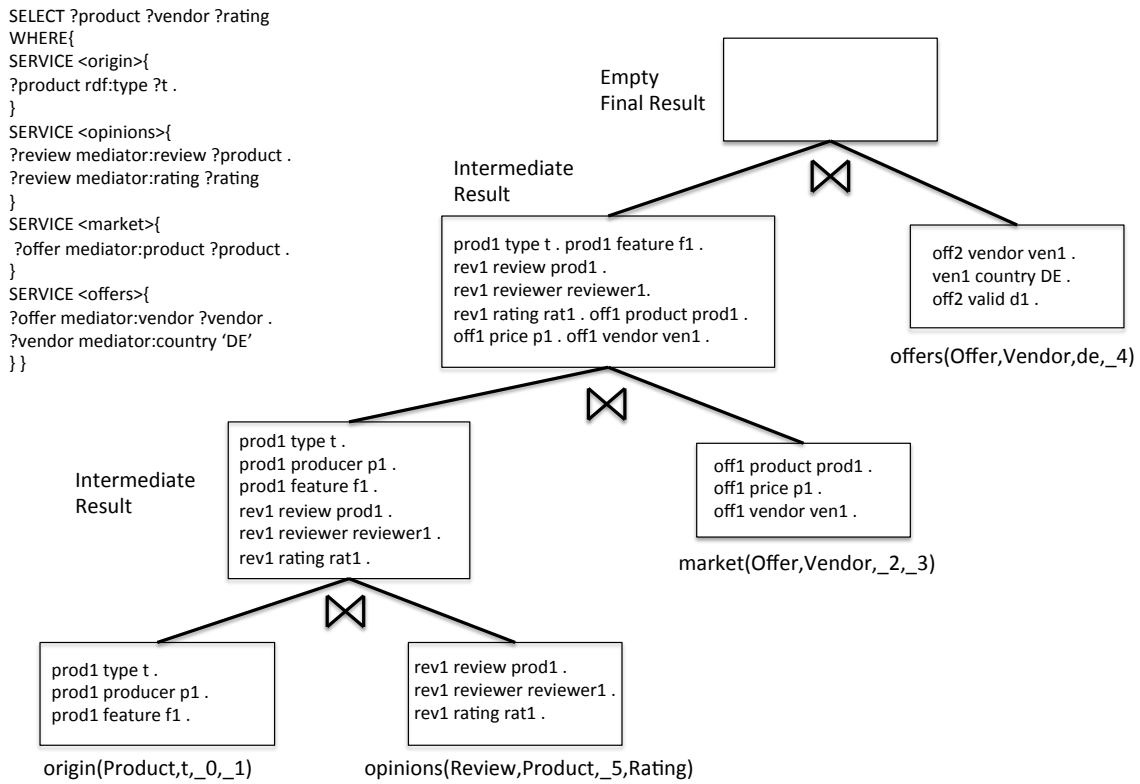 SELECT ?product ?vendor ?rating
WHERE{
SERVICE <origin>{
?product rdf:type ?t .
}
SERVICE <opinions>{
?review mediator:review ?product .
?review mediator:rating ?rating
}
SERVICE <market>{
?offer mediator:product ?product .
}
SERVICE <offers>{
?offer mediator:vendor ?vendor .
?vendor mediator:country ‘DE’
} }
Empty
Final Result
Intermediate
Result
prod1 type t . prod1 feature f1 .
rev1 review prod1 .
rev1 reviewer reviewer1.
rev1 rating rat1 . off1 product prod1 .
off1 price p1 . off1 vendor ven1 .
off2 vendor ven1 .
ven1 country DE .
off2 valid d1 .
offers(Offer,Vendor,de,_4)
Intermediate
Result
prod1 type t .
prod1 producer p1 .
prod1 feature f1 .
rev1 review prod1 .
rev1 reviewer reviewer1 .
rev1 rating rat1 .
off1 product prod1 .
off1 price p1 .
off1 vendor ven1 .
market(Offer,Vendor,_2,_3)
prod1 type t .
prod1 producer p1 .
prod1 feature f1 .
origin(Product,t,_0,_1)
rev1 review prod1 .
rev1 reviewer reviewer1 .
rev1 rating rat1 .
opinions(Review,Product,_5,Rating)